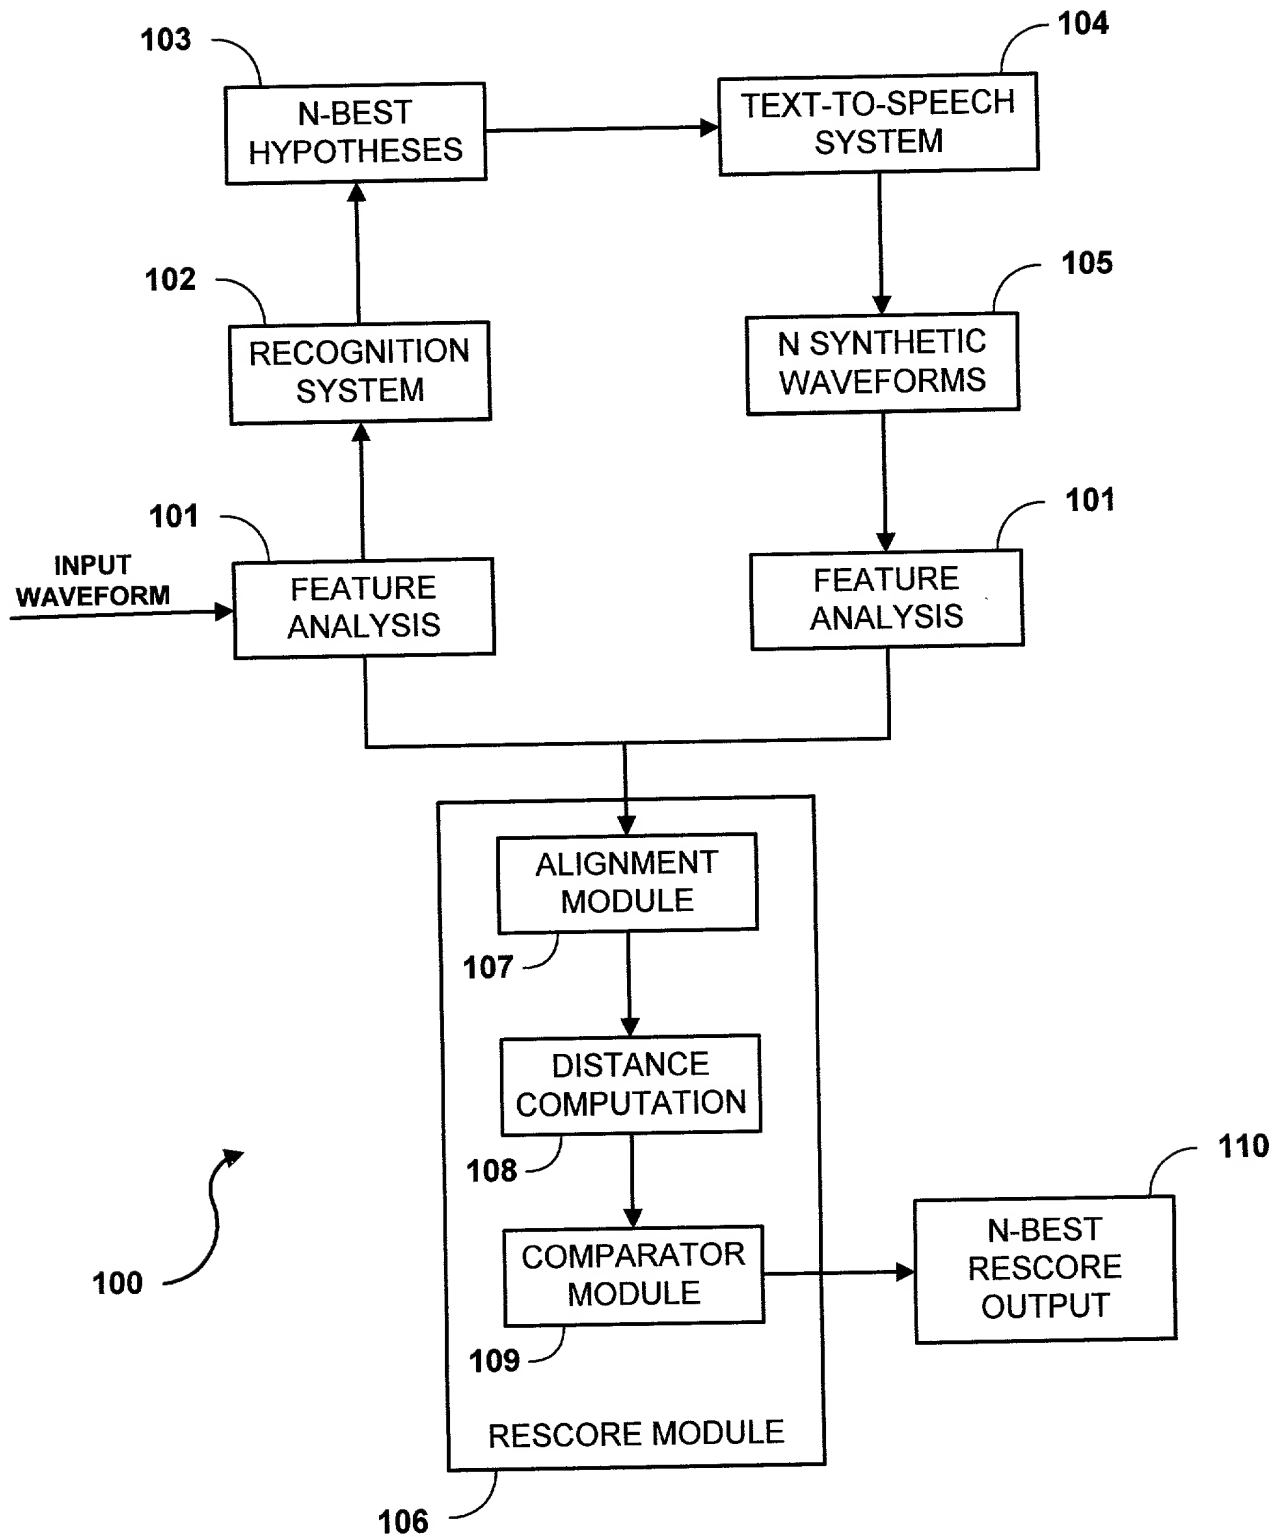 103
104
N-BEST
HYPOTHESES
TEXT-TO-SPEECH
SYSTEM
102
105
RECOGNITION
SYSTEM
N SYNTHETIC
WAVEFORMS
101
101
INPUT
WAVEFORM
FEATURE
ANALYSIS
FEATURE
ANALYSIS
ALIGNMENT
MODULE
107
DISTANCE
COMPUTATION
108
110
COMPARATOR
MODULE
N-BEST
RESCORE
OUTPUT
100
109
RESCORE MODULE
106